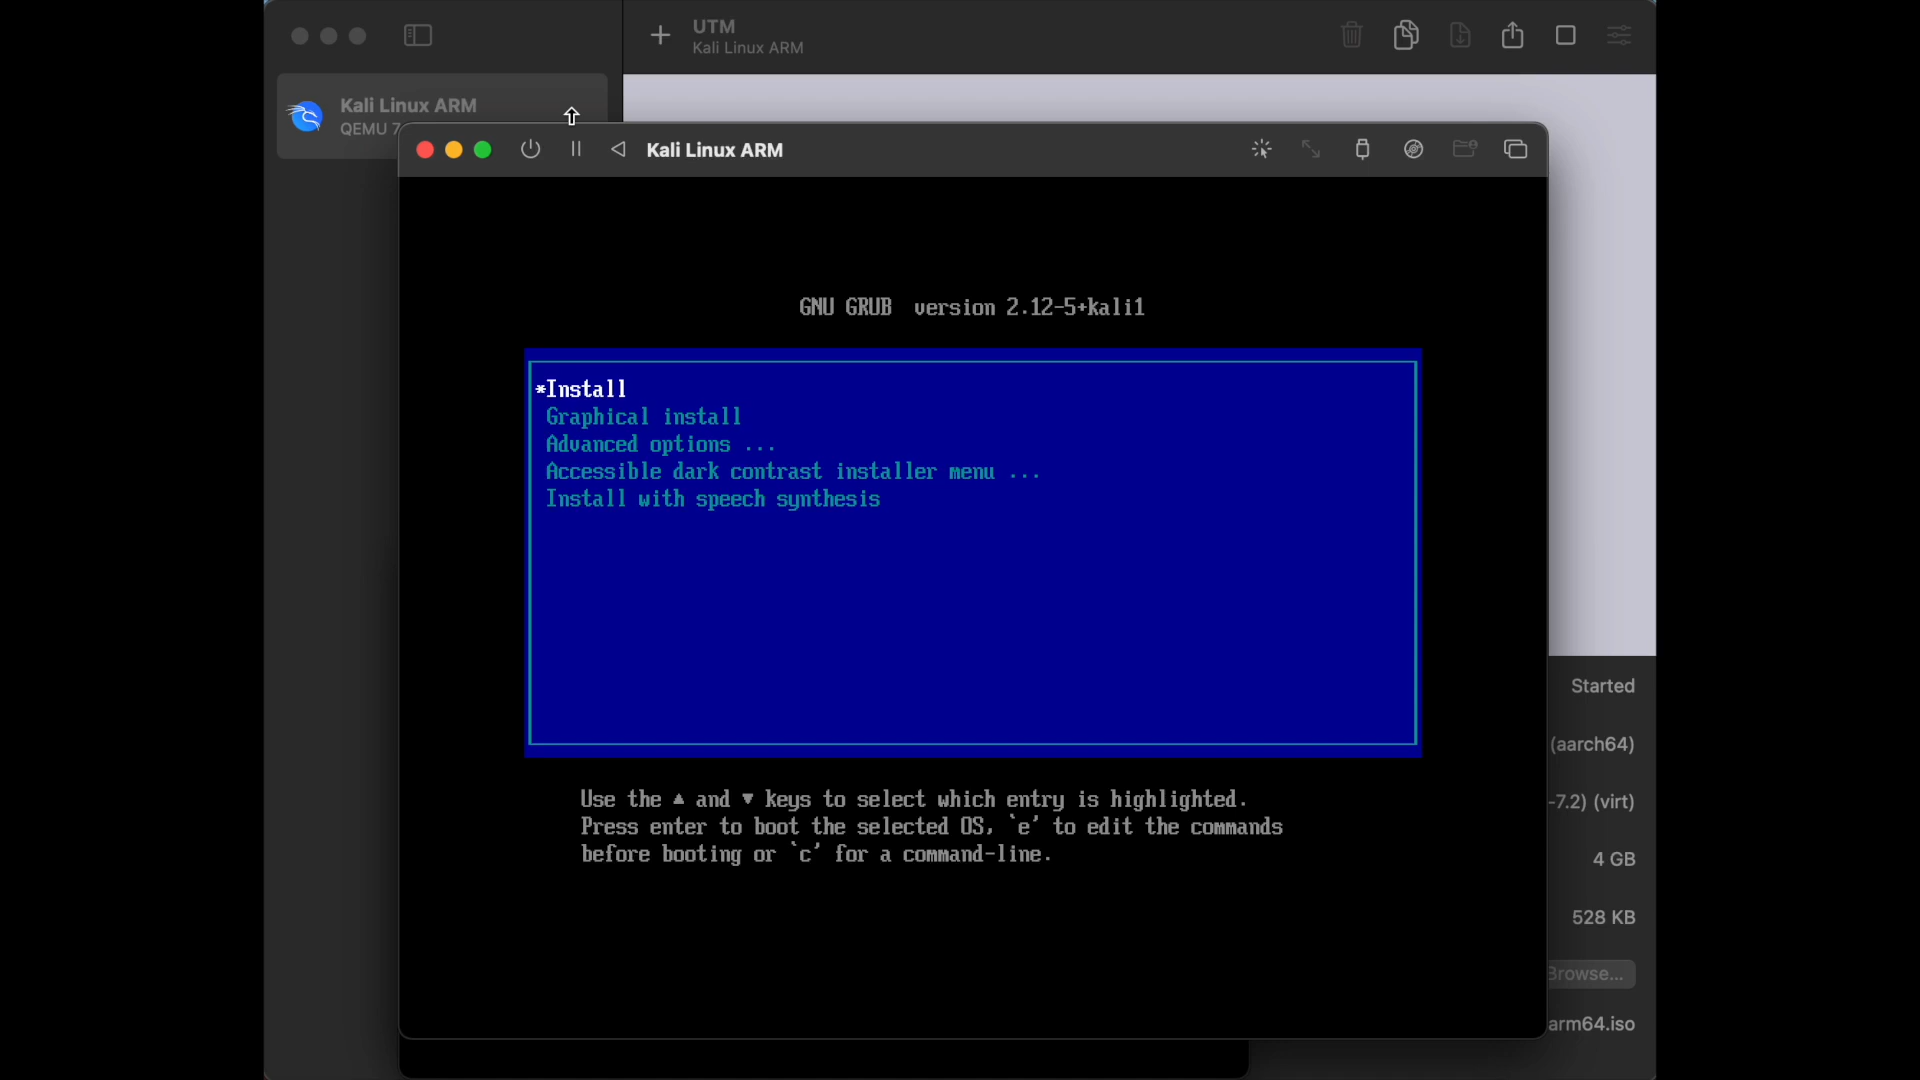 UTM
Kali Linux ARM
Kali Linux ARM
QEMU 7
Kali Linux ARM
GNU GRUB version 2.12-5+kali1
*Install
Graphical install
Advanced options ...
Accessible dark contrast installer menu ...
Install with speech synthesis
Use the ▲ and ▼ keys to select which entry is highlighted.
Press enter to boot the selected OS, `e' to edit the commands
before booting or `c' for a command-line.
Started
(aarch64)
-7.2) (virt)
4 GB
528 KB
Browse...
arm64.iso